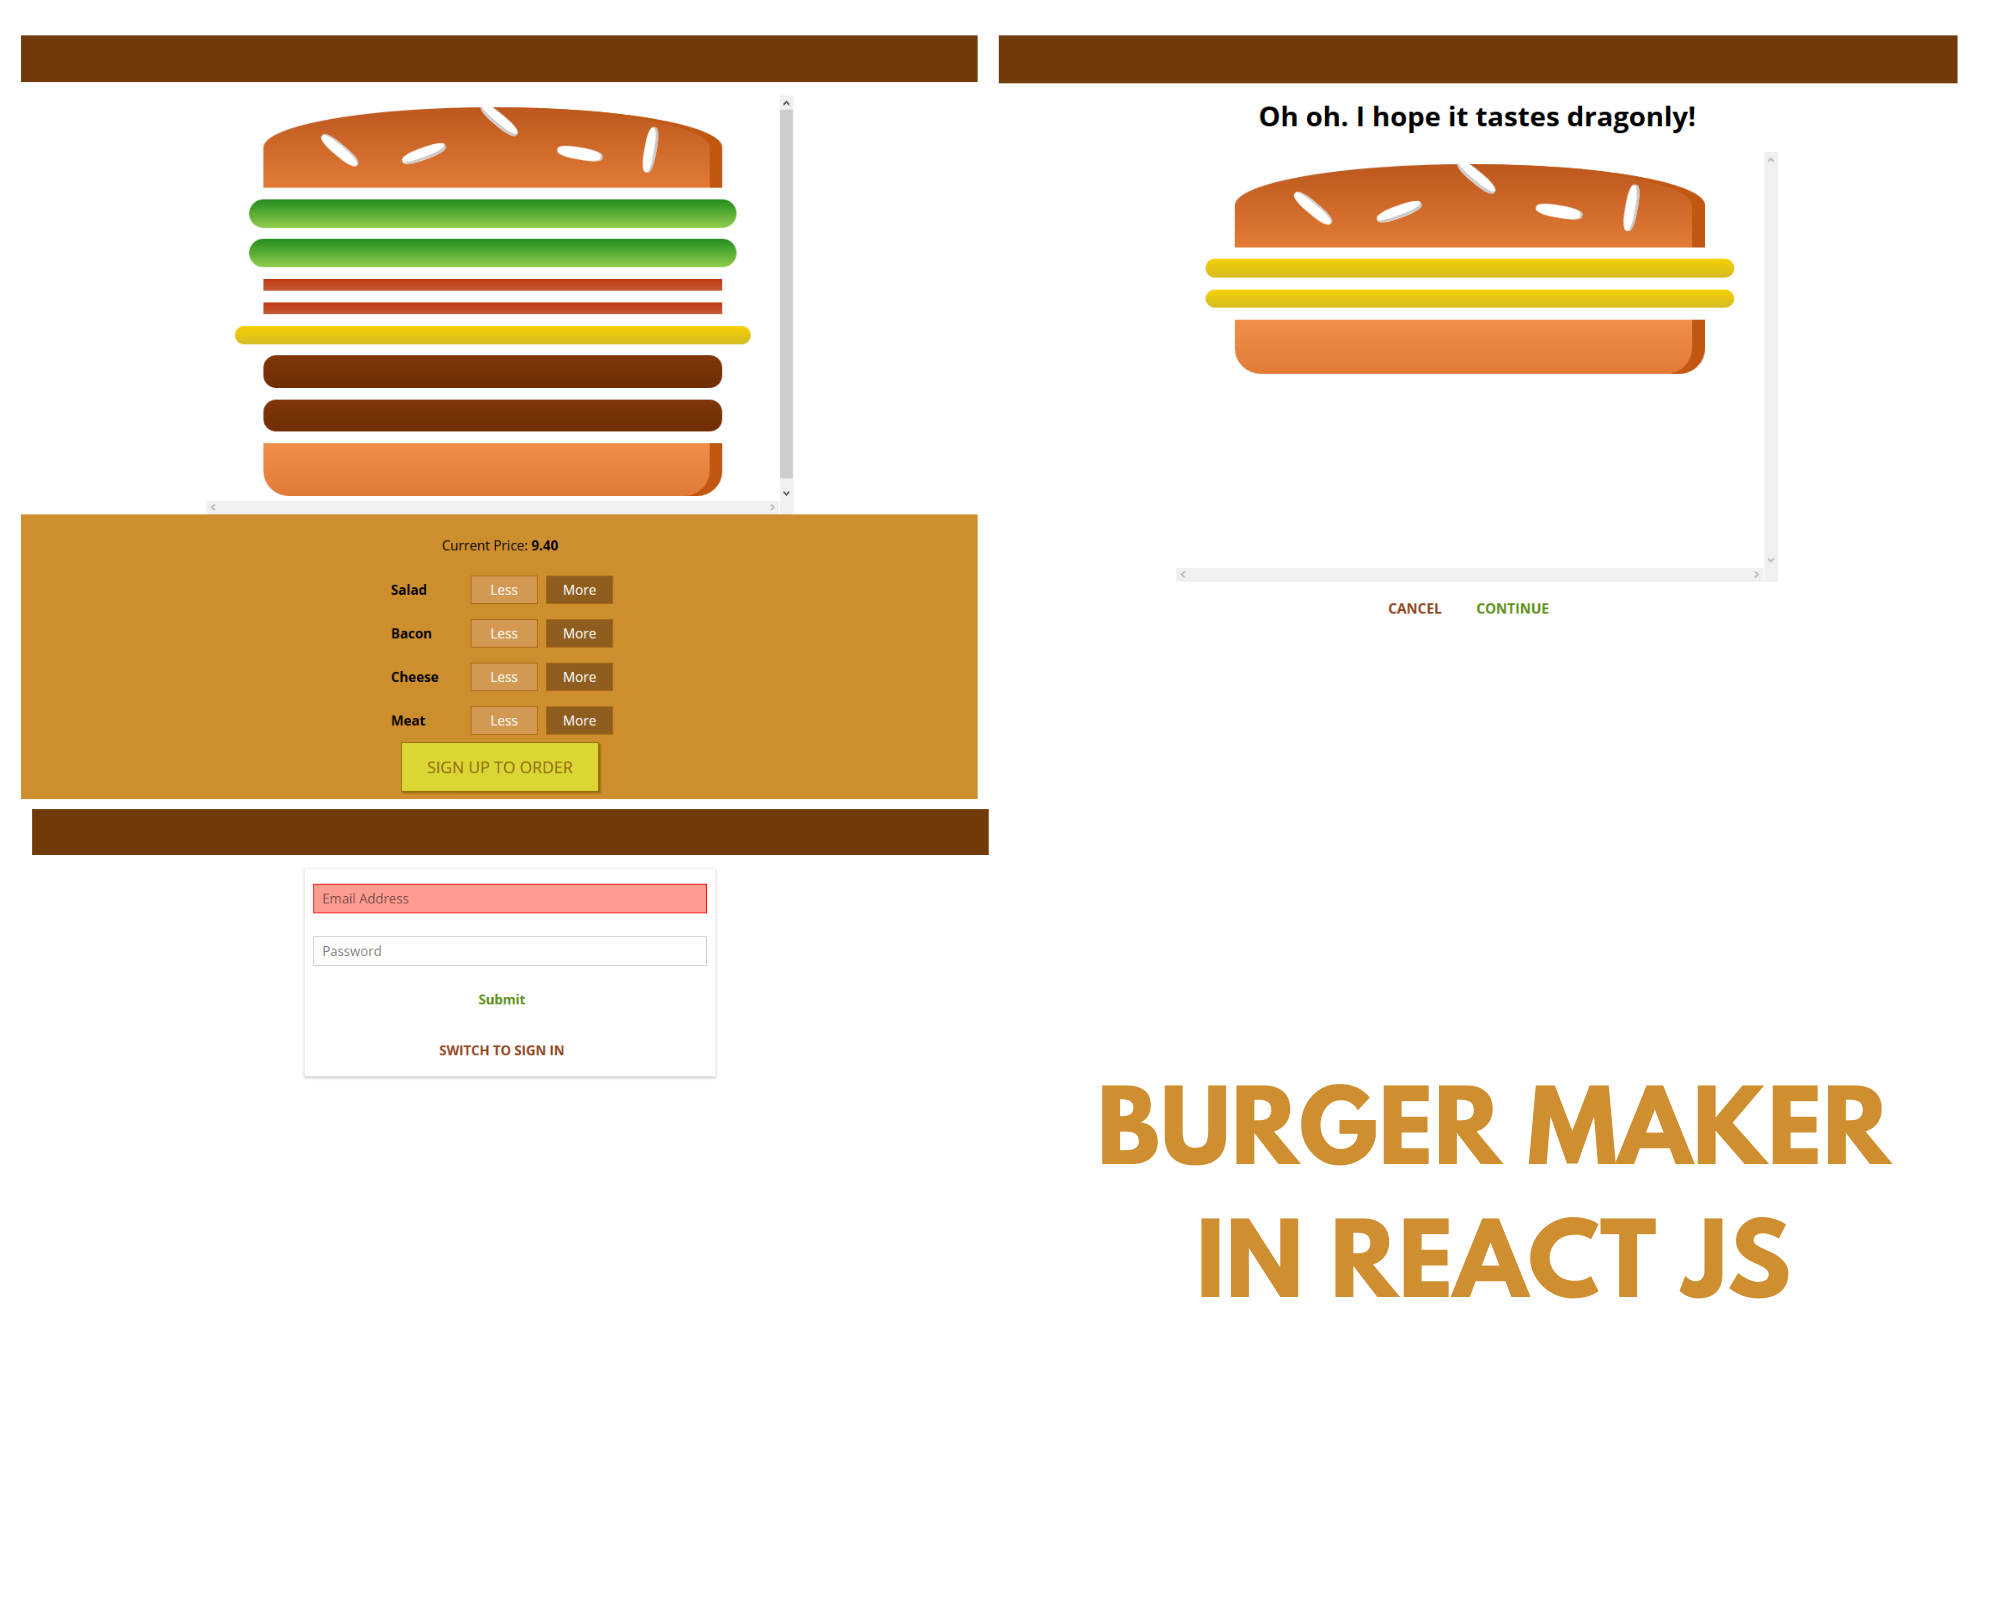 Current Price: 9.40
Salad Less More
Bacon Less More
Cheese Less More
Meat Less More
SIGN UP TO ORDER
Email Address
Password
Submit
SWITCH TO SIGN IN
Oh oh. I hope it tastes dragonly!
CANCEL CONTINUE
BURGER MAKER
IN REACT JS